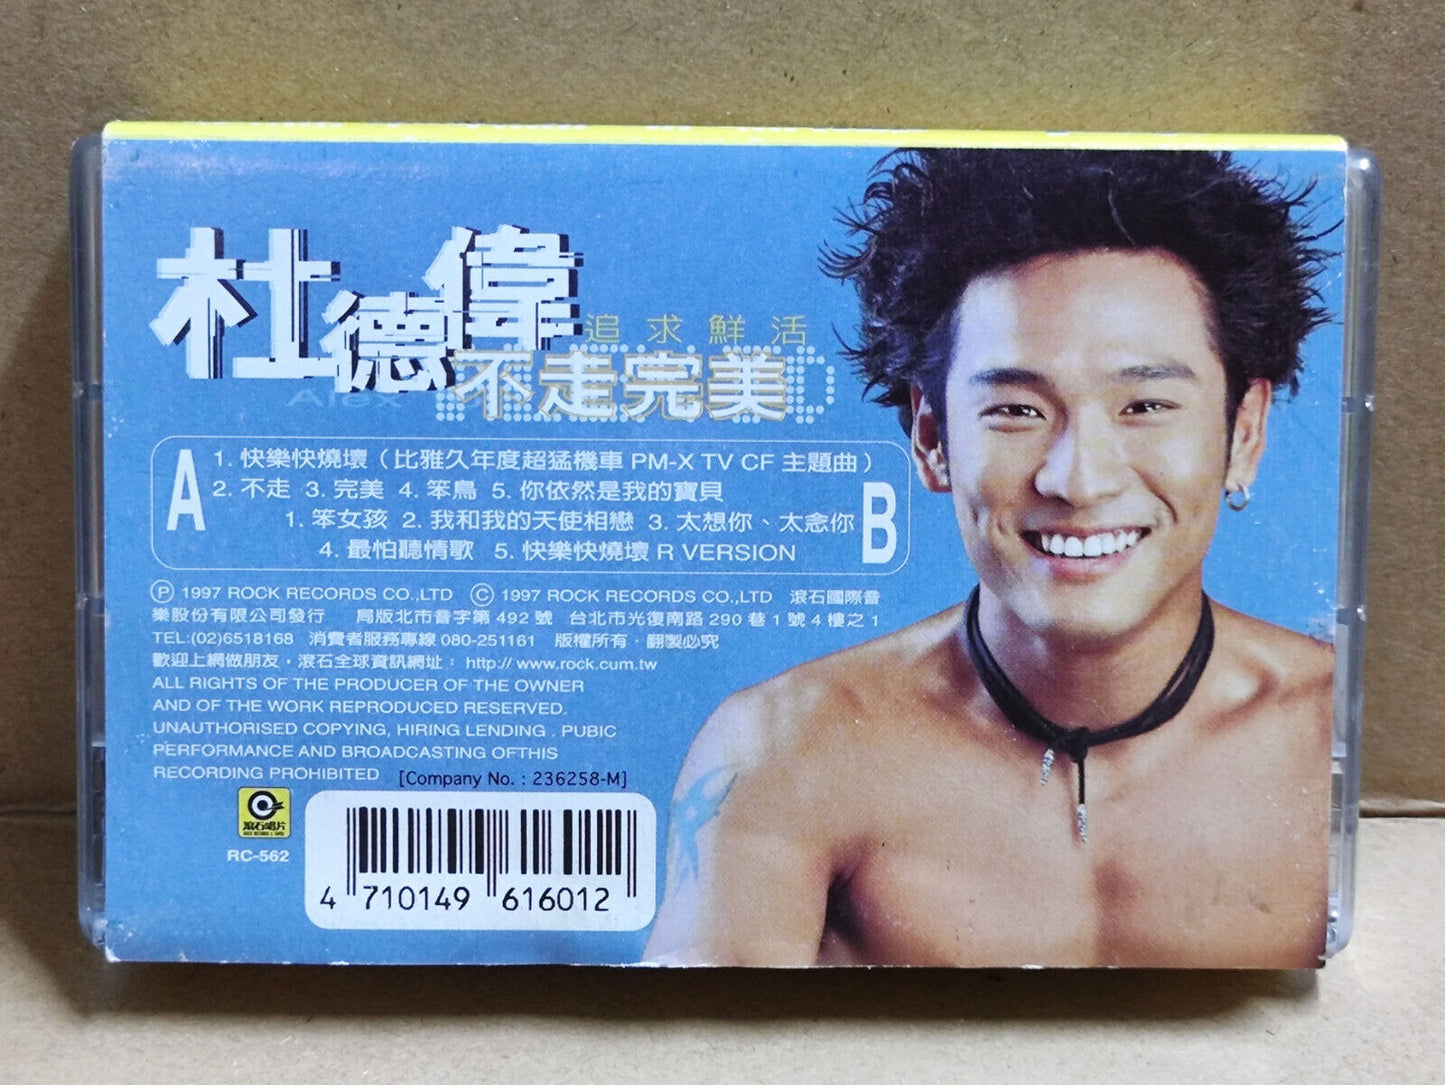 杜德偉
Alex
追求鮮活
不走完美
A
1. 快樂快燒壞（比雅久年度超猛機車 PM-X TV CF 主題曲）
2. 不走 3. 完美 4. 笨鳥 5. 你依然是我的寶貝
B
1. 笨女孩 2. 我和我的天使相戀 3. 太想你、太念你
4. 最怕聽情歌 5. 快樂快燒壞 R VERSION
Ⓟ 1997 ROCK RECORDS CO.,LTD Ⓒ 1997 ROCK RECORDS CO.,LTD 滾石國際音
樂股份有限公司發行 局版北市音字第 492 號 台北市光復南路 290 巷 1 號 4 樓之 1
TEL:(02)6518168 消費者服務專線 080-251161 版權所有・翻製必究
歡迎上網做朋友，滾石全球資訊網址： http://www.rock.cum.tw
ALL RIGHTS OF THE PRODUCER OF THE OWNER
AND OF THE WORK REPRODUCED RESERVED.
UNAUTHORISED COPYING, HIRING LENDING . PUBIC
PERFORMANCE AND BROADCASTING OFTHIS
RECORDING PROHIBITED [Company No. : 236258-M]
滾石唱片
RC-562
4 710149 616012